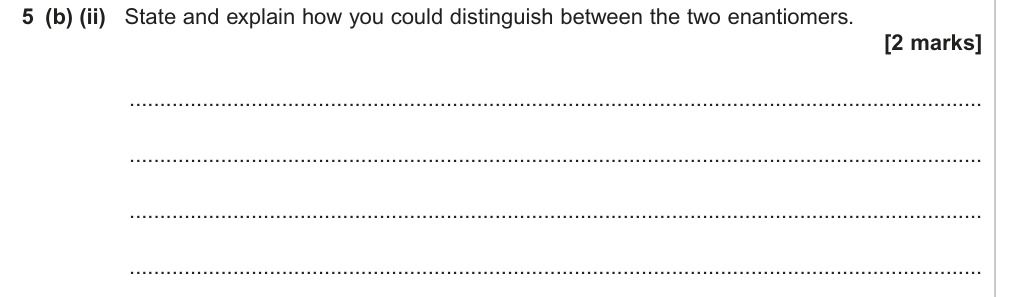 5 (b) (ii) State and explain how you could distinguish between the two enantiomers.
[2 marks]